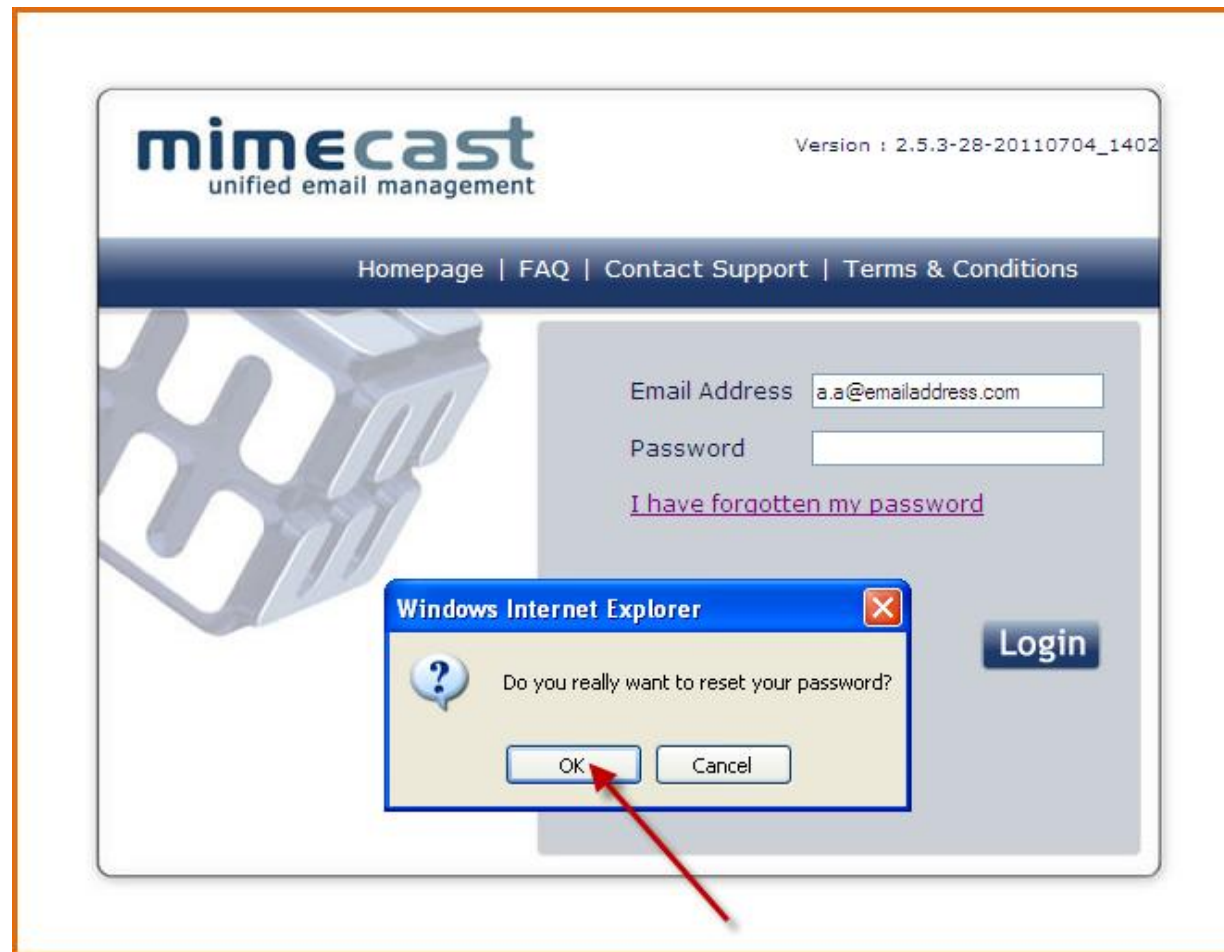 mimecast
unified email management
Version : 2.5.3-28-20110704_1402
Homepage | FAQ | Contact Support | Terms & Conditions
Email Address a.a@emailaddress.com
Password
I have forgotten my password
Windows Internet Explorer
Login
Do you really want to reset your password?
OK Cancel